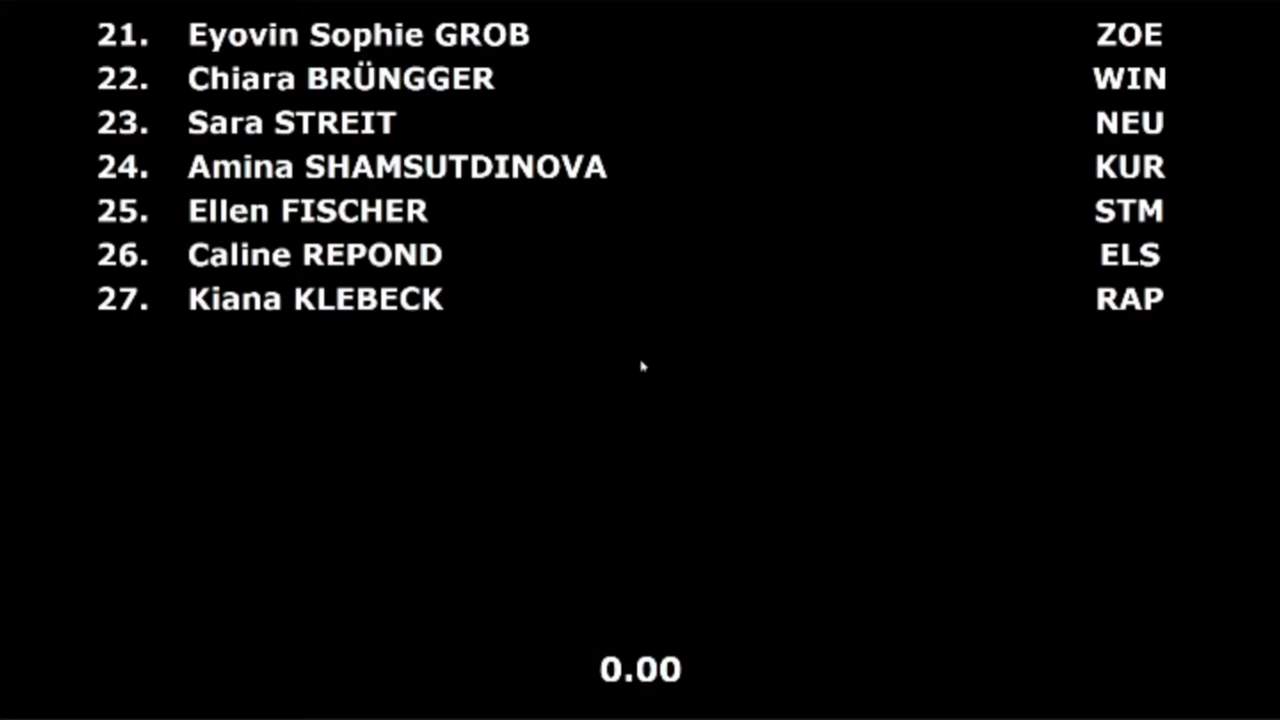 21. Eyovin Sophie GROB ZOE
22. Chiara BRÜNGGER WIN
23. Sara STREIT NEU
24. Amina SHAMSUTDINOVA KUR
25. Ellen FISCHER STM
26. Caline REPOND ELS
27. Kiana KLEBECK RAP
0.00